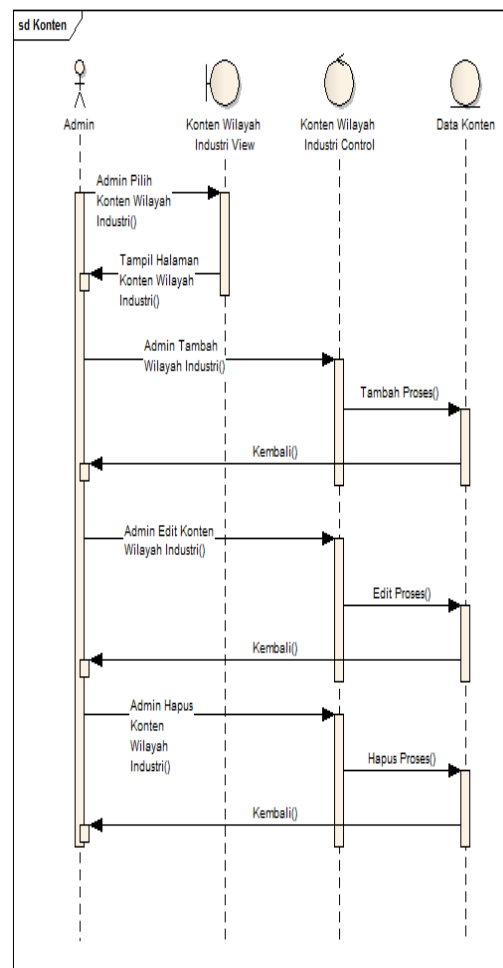 sd Konten
Admin
Konten Wilayah
Industri View
Konten Wilayah
Industri Control
Data Konten
Admin Pilih
Konten Wilayah
Industri()
Tampil Halaman
Konten Wilayah
Industri()
Admin Tambah
Wilayah Industri()
Tambah Proses()
Kembali()
Admin Edit Konten
Wilayah Industri()
Edit Proses()
Kembali()
Admin Hapus
Konten
Wilayah
Industri()
Hapus Proses()
Kembali()